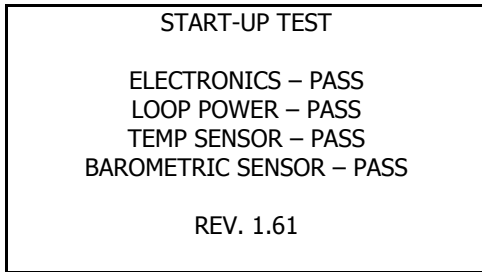 START-UP TEST
ELECTRONICS – PASS
LOOP POWER – PASS
TEMP SENSOR – PASS
BAROMETRIC SENSOR – PASS
REV. 1.61